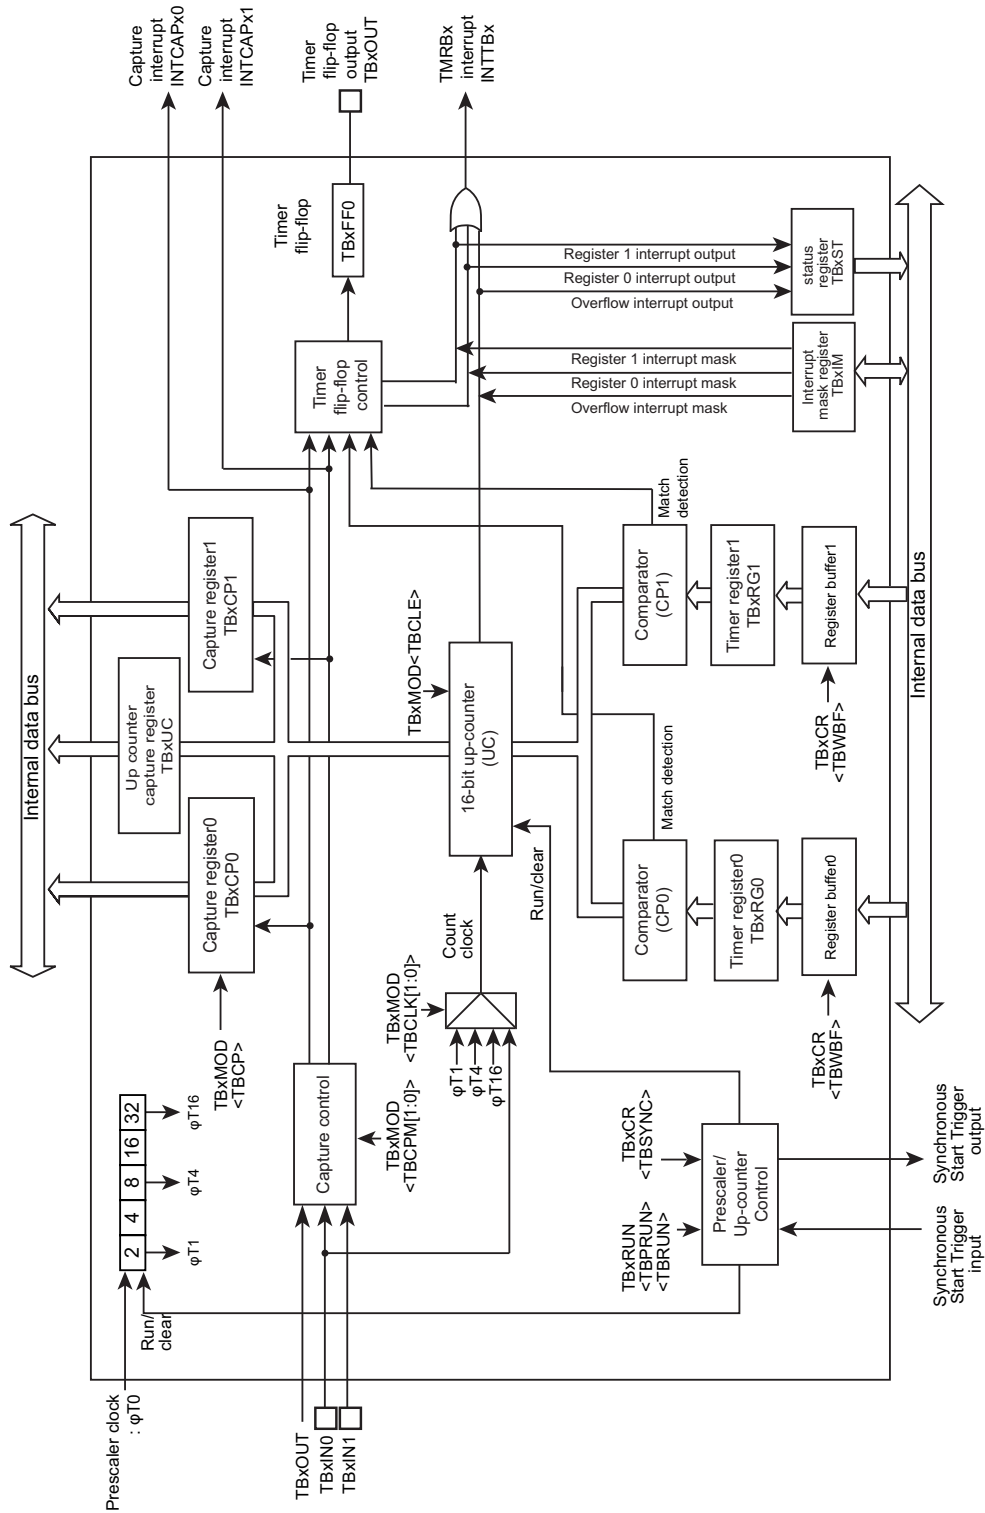 Prescaler clock
: φT0
Run/
clear
2
4
8
16
32
φT1
φT4
φT16
TBxOUT
TBxIN0
TBxIN1
Capture control
TBxMOD
<TBCPM[1:0]>
TBxMOD
<TBCP>
Internal data bus
Capture register0
TBxCP0
Up counter
capture register
TBxUC
Capture register1
TBxCP1
Capture
interrupt
INTCAPx0
Capture
interrupt
INTCAPx1
Timer
flip-flop
output
TBxOUT
TMRBx
interrupt
INTTBx
Timer
flip-flop
TBxFF0
Timer
flip-flop
control
φT1
φT4
φT16
TBxMOD
<TBCLK[1:0]>
Count
clock
Run/clear
16-bit up-counter
(UC)
TBxMOD<TBCLE>
Register 1 interrupt output
Register 0 interrupt output
Overflow interrupt output
Register 1 interrupt mask
Register 0 interrupt mask
Overflow interrupt mask
status
register
TBxST
Interrupt
mask register
TBxIM
TBxRUN
<TBPRUN>
<TBRUN>
TBxCR
<TBSYNC>
Prescaler/
Up-counter
Control
Synchronous
Start Trigger
input
Synchronous
Start Trigger
output
Match detection
Comparator
(CP0)
Timer register0
TBxRG0
Register buffer0
TBxCR
<TBWBF>
Match
detection
Comparator
(CP1)
Timer register1
TBxRG1
Register buffer1
TBxCR
<TBWBF>
Internal data bus